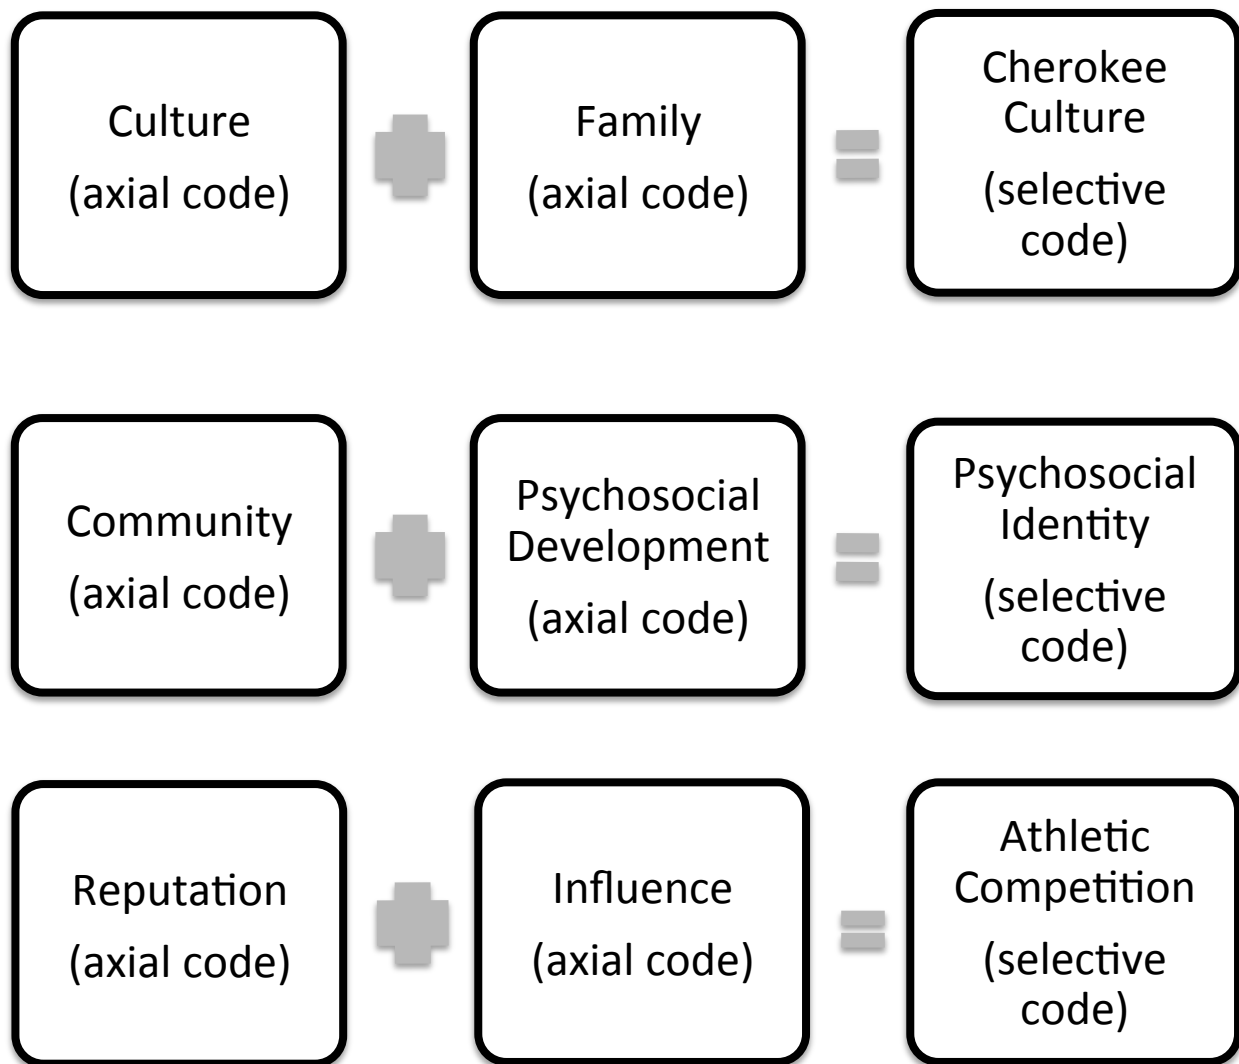 Culture
(axial code)
Family
(axial code)
Cherokee
Culture
(selective
code)
Community
(axial code)
Psychosocial
Development
(axial code)
Psychosocial
Identity
(selective
code)
Reputation
(axial code)
Influence
(axial code)
Athletic
Competition
(selective
code)